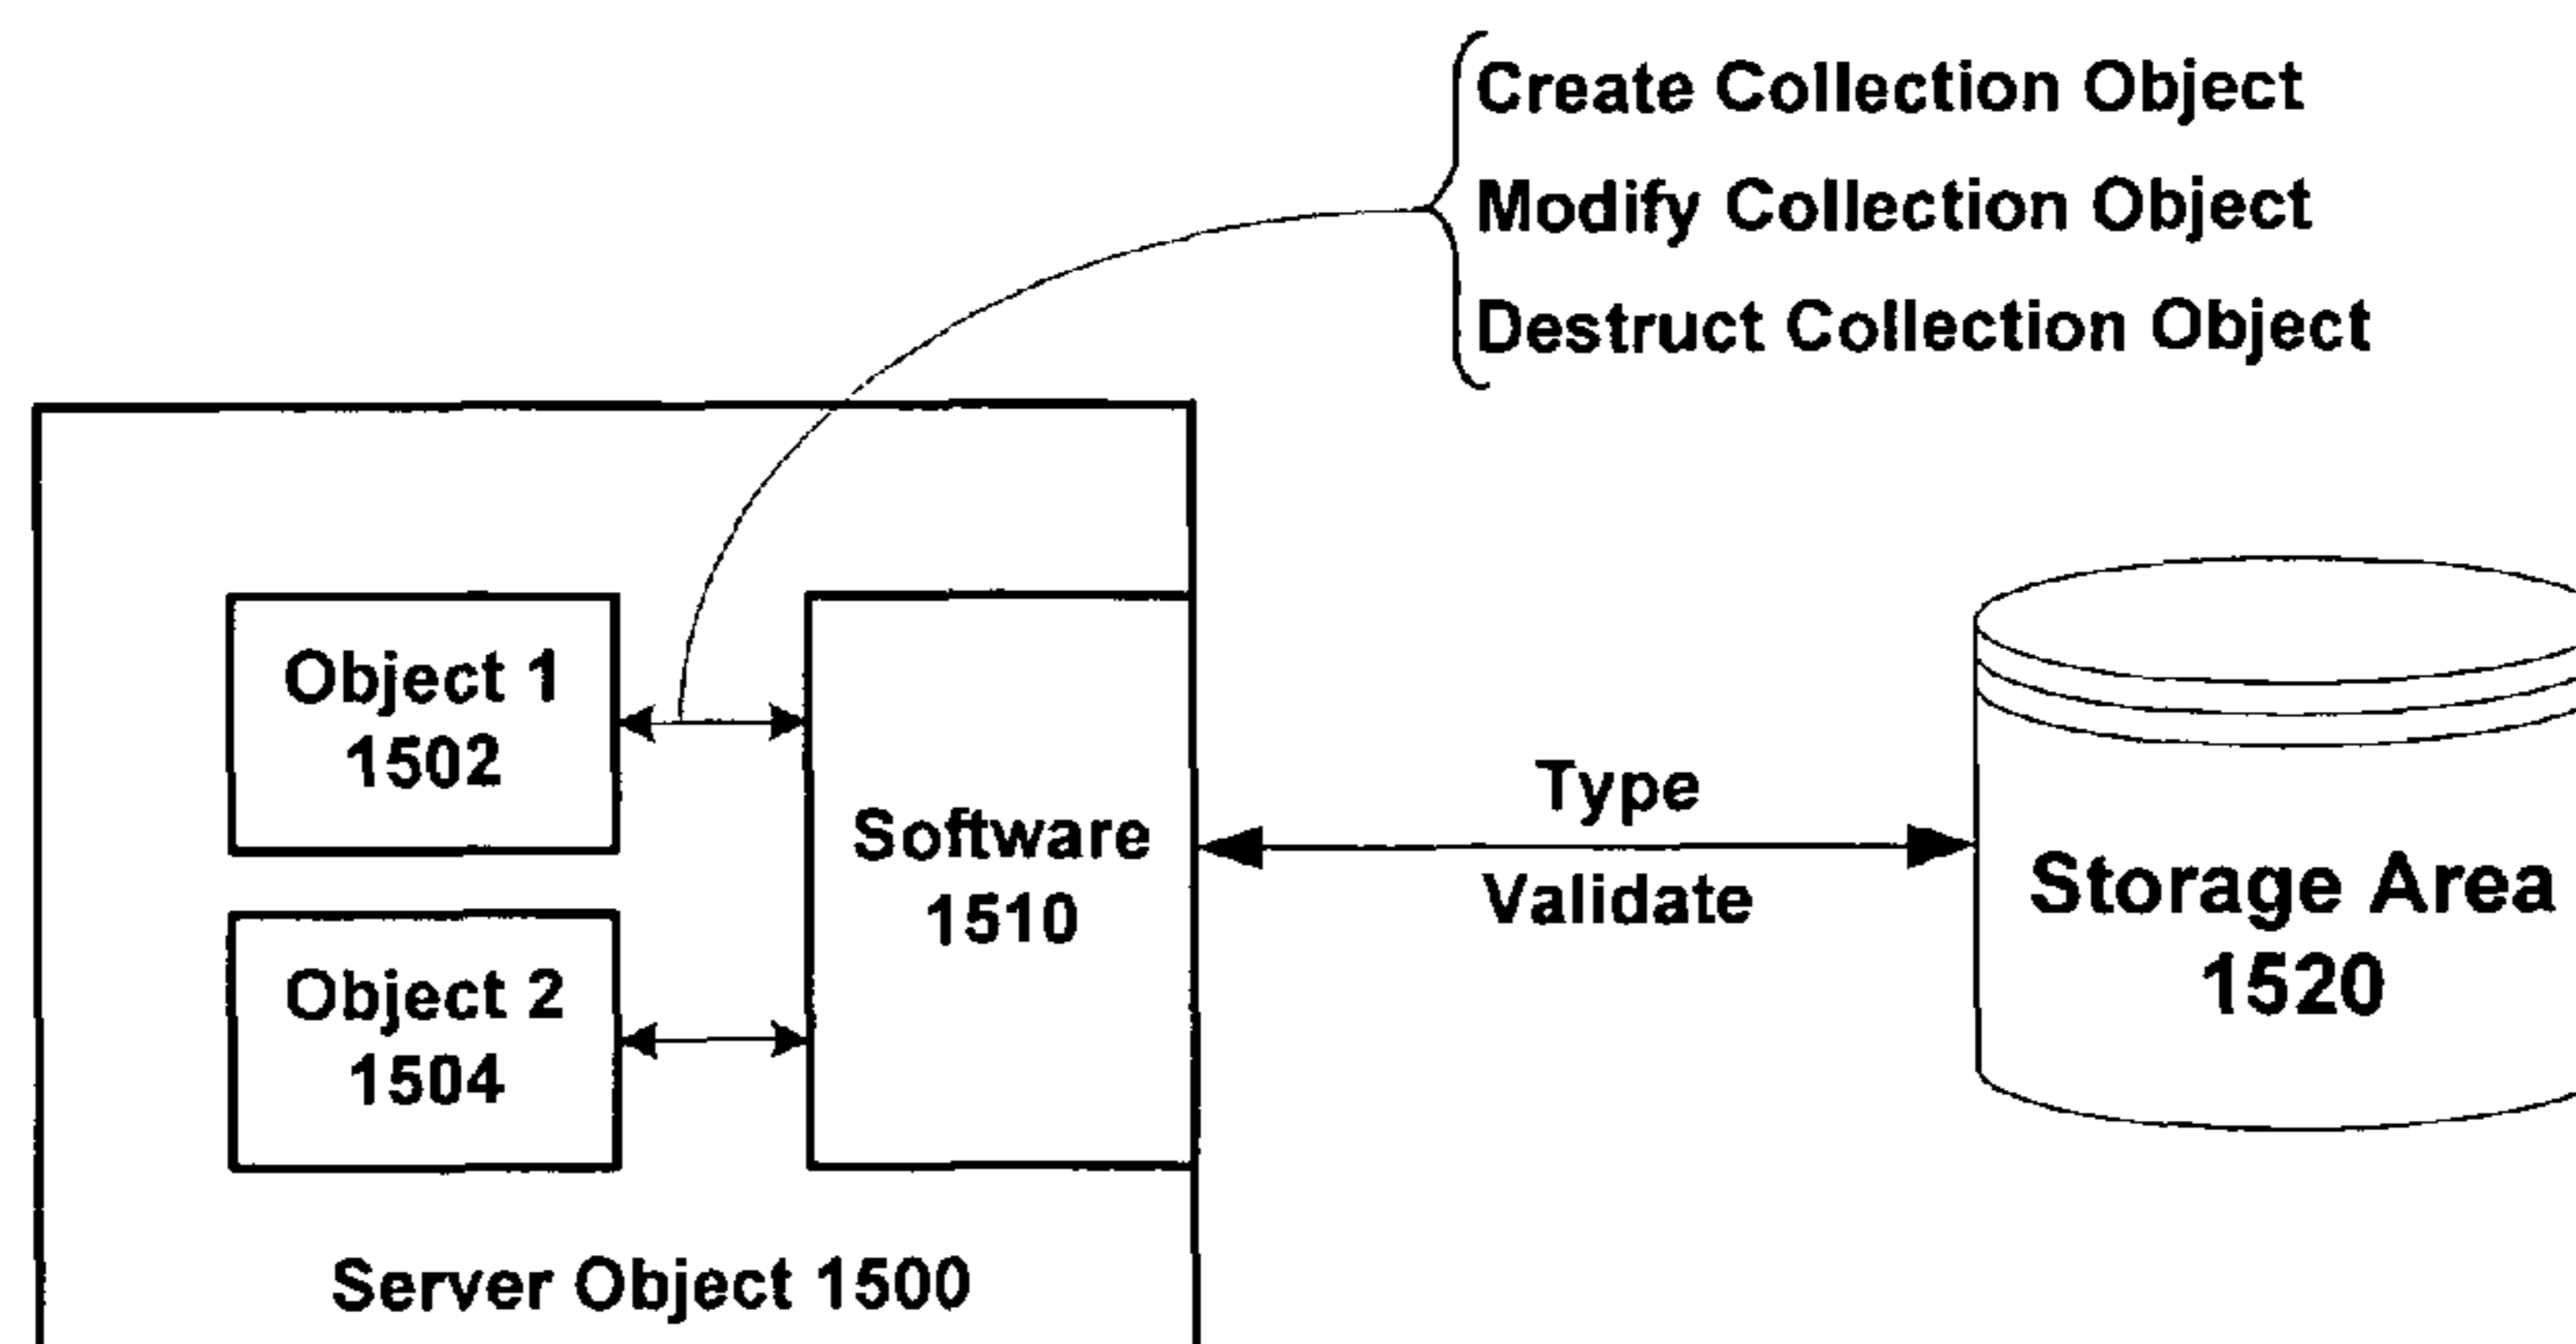 Create Collection Object
Modify Collection Object
Destruct Collection Object
Object 1
1502
Software
1510
Object 2
1504
Server Object 1500
Type
Validate
Storage Area
1520